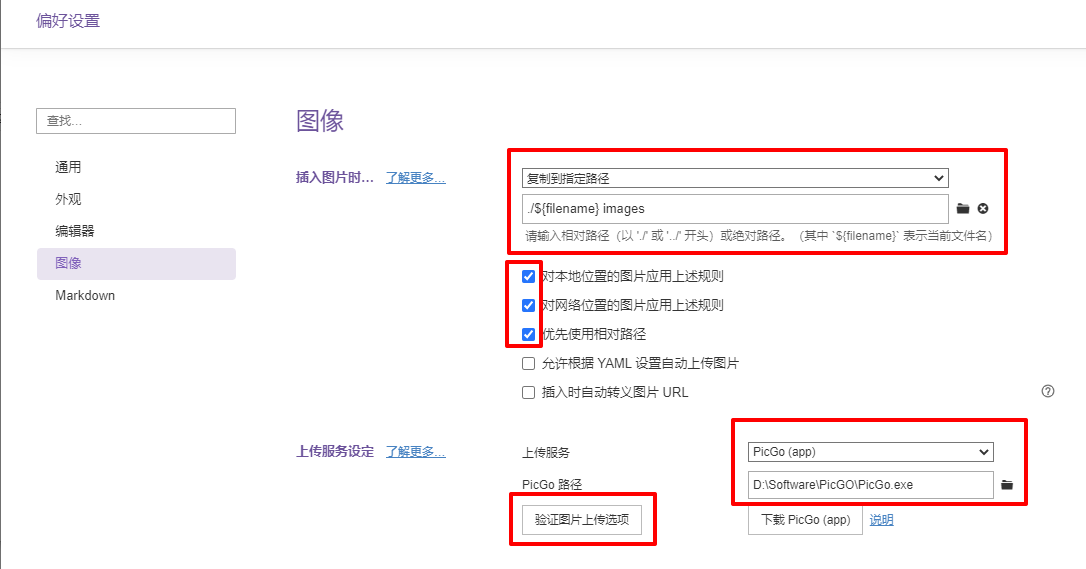 偏好设置
查找...
通用
外观
编辑器
图像
Markdown
图像
插入图片时... 了解更多...
复制到指定路径
./${filename} images
请输入相对路径（以 './' 或 '../' 开头）或绝对路径。（其中 `${filename}` 表示当前文件名）
对本地位置的图片应用上述规则
对网络位置的图片应用上述规则
优先使用相对路径
允许根据 YAML 设置自动上传图片
插入时自动转义图片 URL
上传服务设定 了解更多...
上传服务 PicGo (app)
PicGo 路径 D:\Software\PicGO\PicGo.exe
验证图片上传选项 下载 PicGo (app) 说明